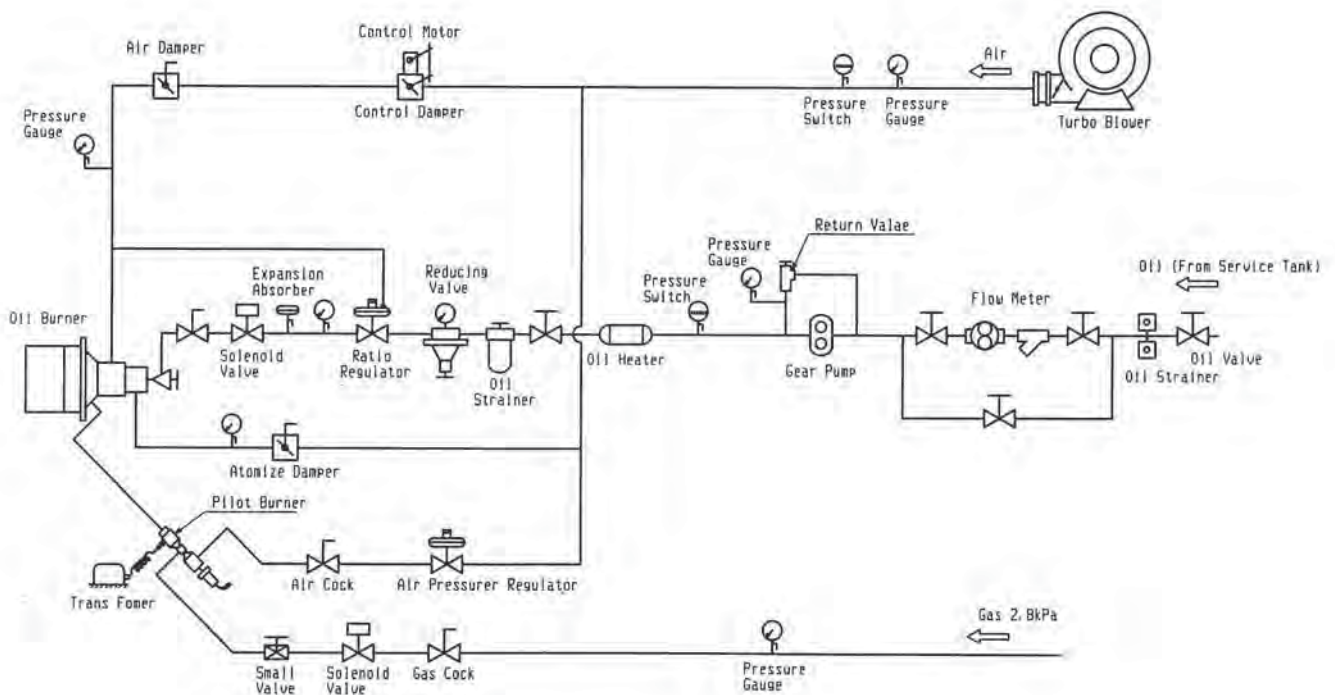 Control Motor
Air Damper
Air
Control Damper
Pressure
Switch
Pressure
Gauge
Turbo Blower
Pressure
Gauge
Return Valae
Pressure
Gauge
Oil (From Service Tank)
Expansion
Absorber
Reducing
Valve
Pressure
Switch
Flow Meter
Oil Burner
Solenoid
Valve
Ratio
Regulator
Oil
Strainer
Oil Heater
Gear Pump
Oil Valve
Oil Strainer
Atomize Damper
Pilot Burner
Air Cock
Air Pressurer Regulator
Trans Fomer
Gas 2.8kPa
Small
Valve
Solenoid
Valve
Gas Cock
Pressure
Gauge